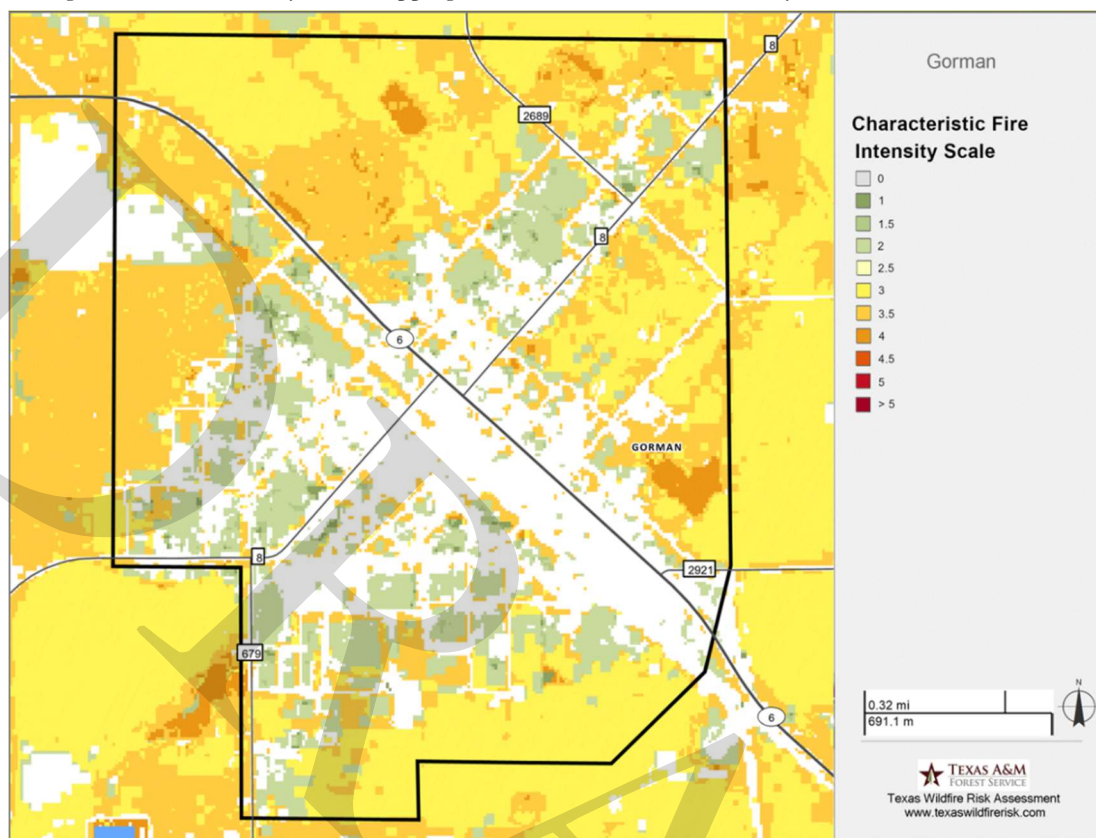 8
2689
8
6
GORMAN
8
2921
679
6
Gorman
Characteristic Fire
Intensity Scale
0
1
1.5
2
2.5
3
3.5
4
4.5
5
> 5
0.32 mi
691.1 m
N
TEXAS A&M
FOREST SERVICE
Texas Wildfire Risk Assessment
www.texaswildfirerisk.com